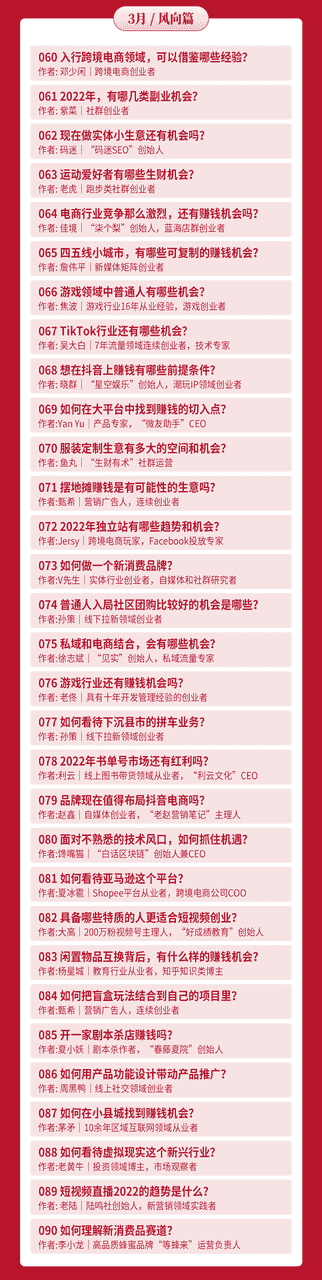 3月 / 风向篇
060 入行跨境电商领域，可以借鉴哪些经验？
作者: 邓少闲｜跨境电商创业者
061 2022年，有哪几类副业机会？
作者: 紫菜｜社群创业者
062 现在做实体小生意还有机会吗？
作者: 码迷｜“码迷SEO”创始人
063 运动爱好者有哪些生财机会？
作者: 老虎｜跑步类社群创业者
064 电商行业竞争那么激烈，还有赚钱机会吗？
作者: 佳境｜“柒个梨”创始人，蓝海店群创业者
065 四五线小城市，有哪些可复制的赚钱机会？
作者: 詹伟平｜新媒体矩阵创业者
066 游戏领域中普通人有哪些机会？
作者: 焦波｜游戏行业16年从业经验，游戏创业者
067 TikTok行业还有哪些机会？
作者: 吴大白｜7年流量领域连续创业者，技术专家
068 想在抖音上赚钱有哪些前提条件？
作者: 晓群｜“星空娱乐”创始人，潮玩IP领域创业者
069 如何在大平台中找到赚钱的切入点？
作者:Yan Yu｜产品专家，“微友助手”CEO
070 服装定制生意有多大的空间和机会？
作者: 鱼丸｜“生财有术”社群运营
071 摆地摊赚钱是有可能性的生意吗？
作者:甄希｜营销广告人，连续创业者
072 2022年独立站有哪些趋势和机会？
作者:Jersy｜跨境电商玩家，Facebook投放专家
073 如何做一个新消费品牌？
作者:V先生｜实体行业创业者，自媒体和社群研究者
074 普通人入局社区团购比较好的机会是哪些？
作者:孙策｜线下拉新领域创业者
075 私域和电商结合，会有哪些机会？
作者:徐志斌｜“见实”创始人，私域流量专家
076 游戏行业还有赚钱机会吗？
作者: 老佟｜具有十年开发管理经验的创业者
077 如何看待下沉县市的拼车业务？
作者: 孙策｜线下拉新领域创业者
078 2022年书单号市场还有红利吗？
作者:利云｜线上图书带货领域从业者，“利云文化”CEO
079 品牌现在值得布局抖音电商吗？
作者:赵鑫｜自媒体创业者，“老赵营销笔记”主理人
080 面对不熟悉的技术风口，如何抓住机遇？
作者:馋嘴猫｜“白话区块链”创始人兼CEO
081 如何看待亚马逊这个平台？
作者:夏冰雹｜Shopee平台从业者，跨境电商公司COO
082 具备哪些特质的人更适合短视频创业？
作者:大高｜200万粉视频号主理人，“好成绩教育”创始人
083 闲置物品互换背后，有什么样的赚钱机会？
作者:杨星城｜教育行业从业者，知乎知识类博主
084 如何把盲盒玩法结合到自己的项目里？
作者:甄希｜营销广告人，连续创业者
085 开一家剧本杀店赚钱吗？
作者:夏小妖｜剧本杀作者，“春藤夏院”创始人
086 如何用产品功能设计带动产品推广？
作者: 周黑鸭｜线上社交领域创业者
087 如何在小县城找到赚钱机会？
作者:茅矛｜10余年区域互联网领域从业者
088 如何看待虚拟现实这个新兴行业？
作者:老黄牛｜投资领域博主，市场观察者
089 短视频直播2022的趋势是什么？
作者: 老陆｜陆鸣社创始人，新营销领域实践者
090 如何理解新消费品赛道？
作者:李小龙｜高品质蜂蜜品牌“等蜂来”运营负责人